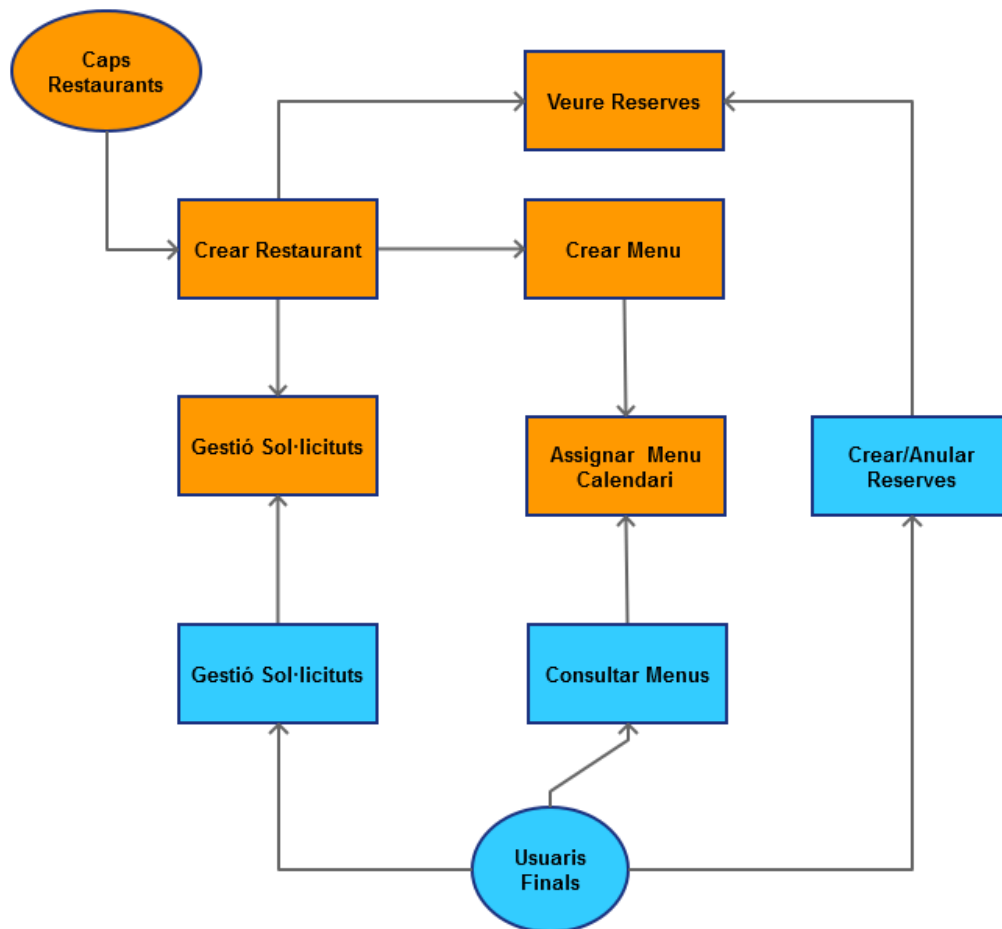 Caps
Restaurants
Veure Reserves
Crear Restaurant
Crear Menu
Gestió Sol·licituts
Assignar Menu
Calendari
Crear/Anular
Reserves
Gestió Sol·licituts
Consultar Menus
Usuaris
Finals